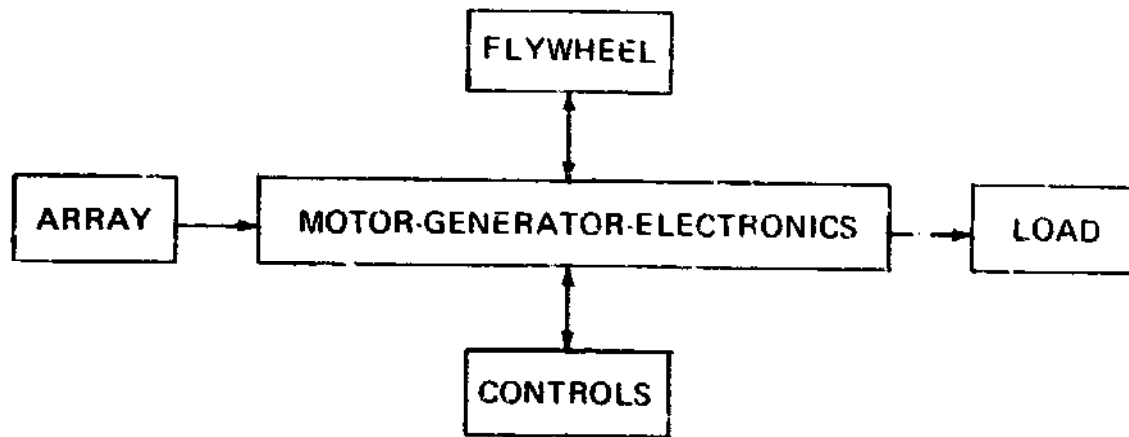 FLYWHEEL
ARRAY
MOTOR-GENERATOR-ELECTRONICS
LOAD
CONTROLS